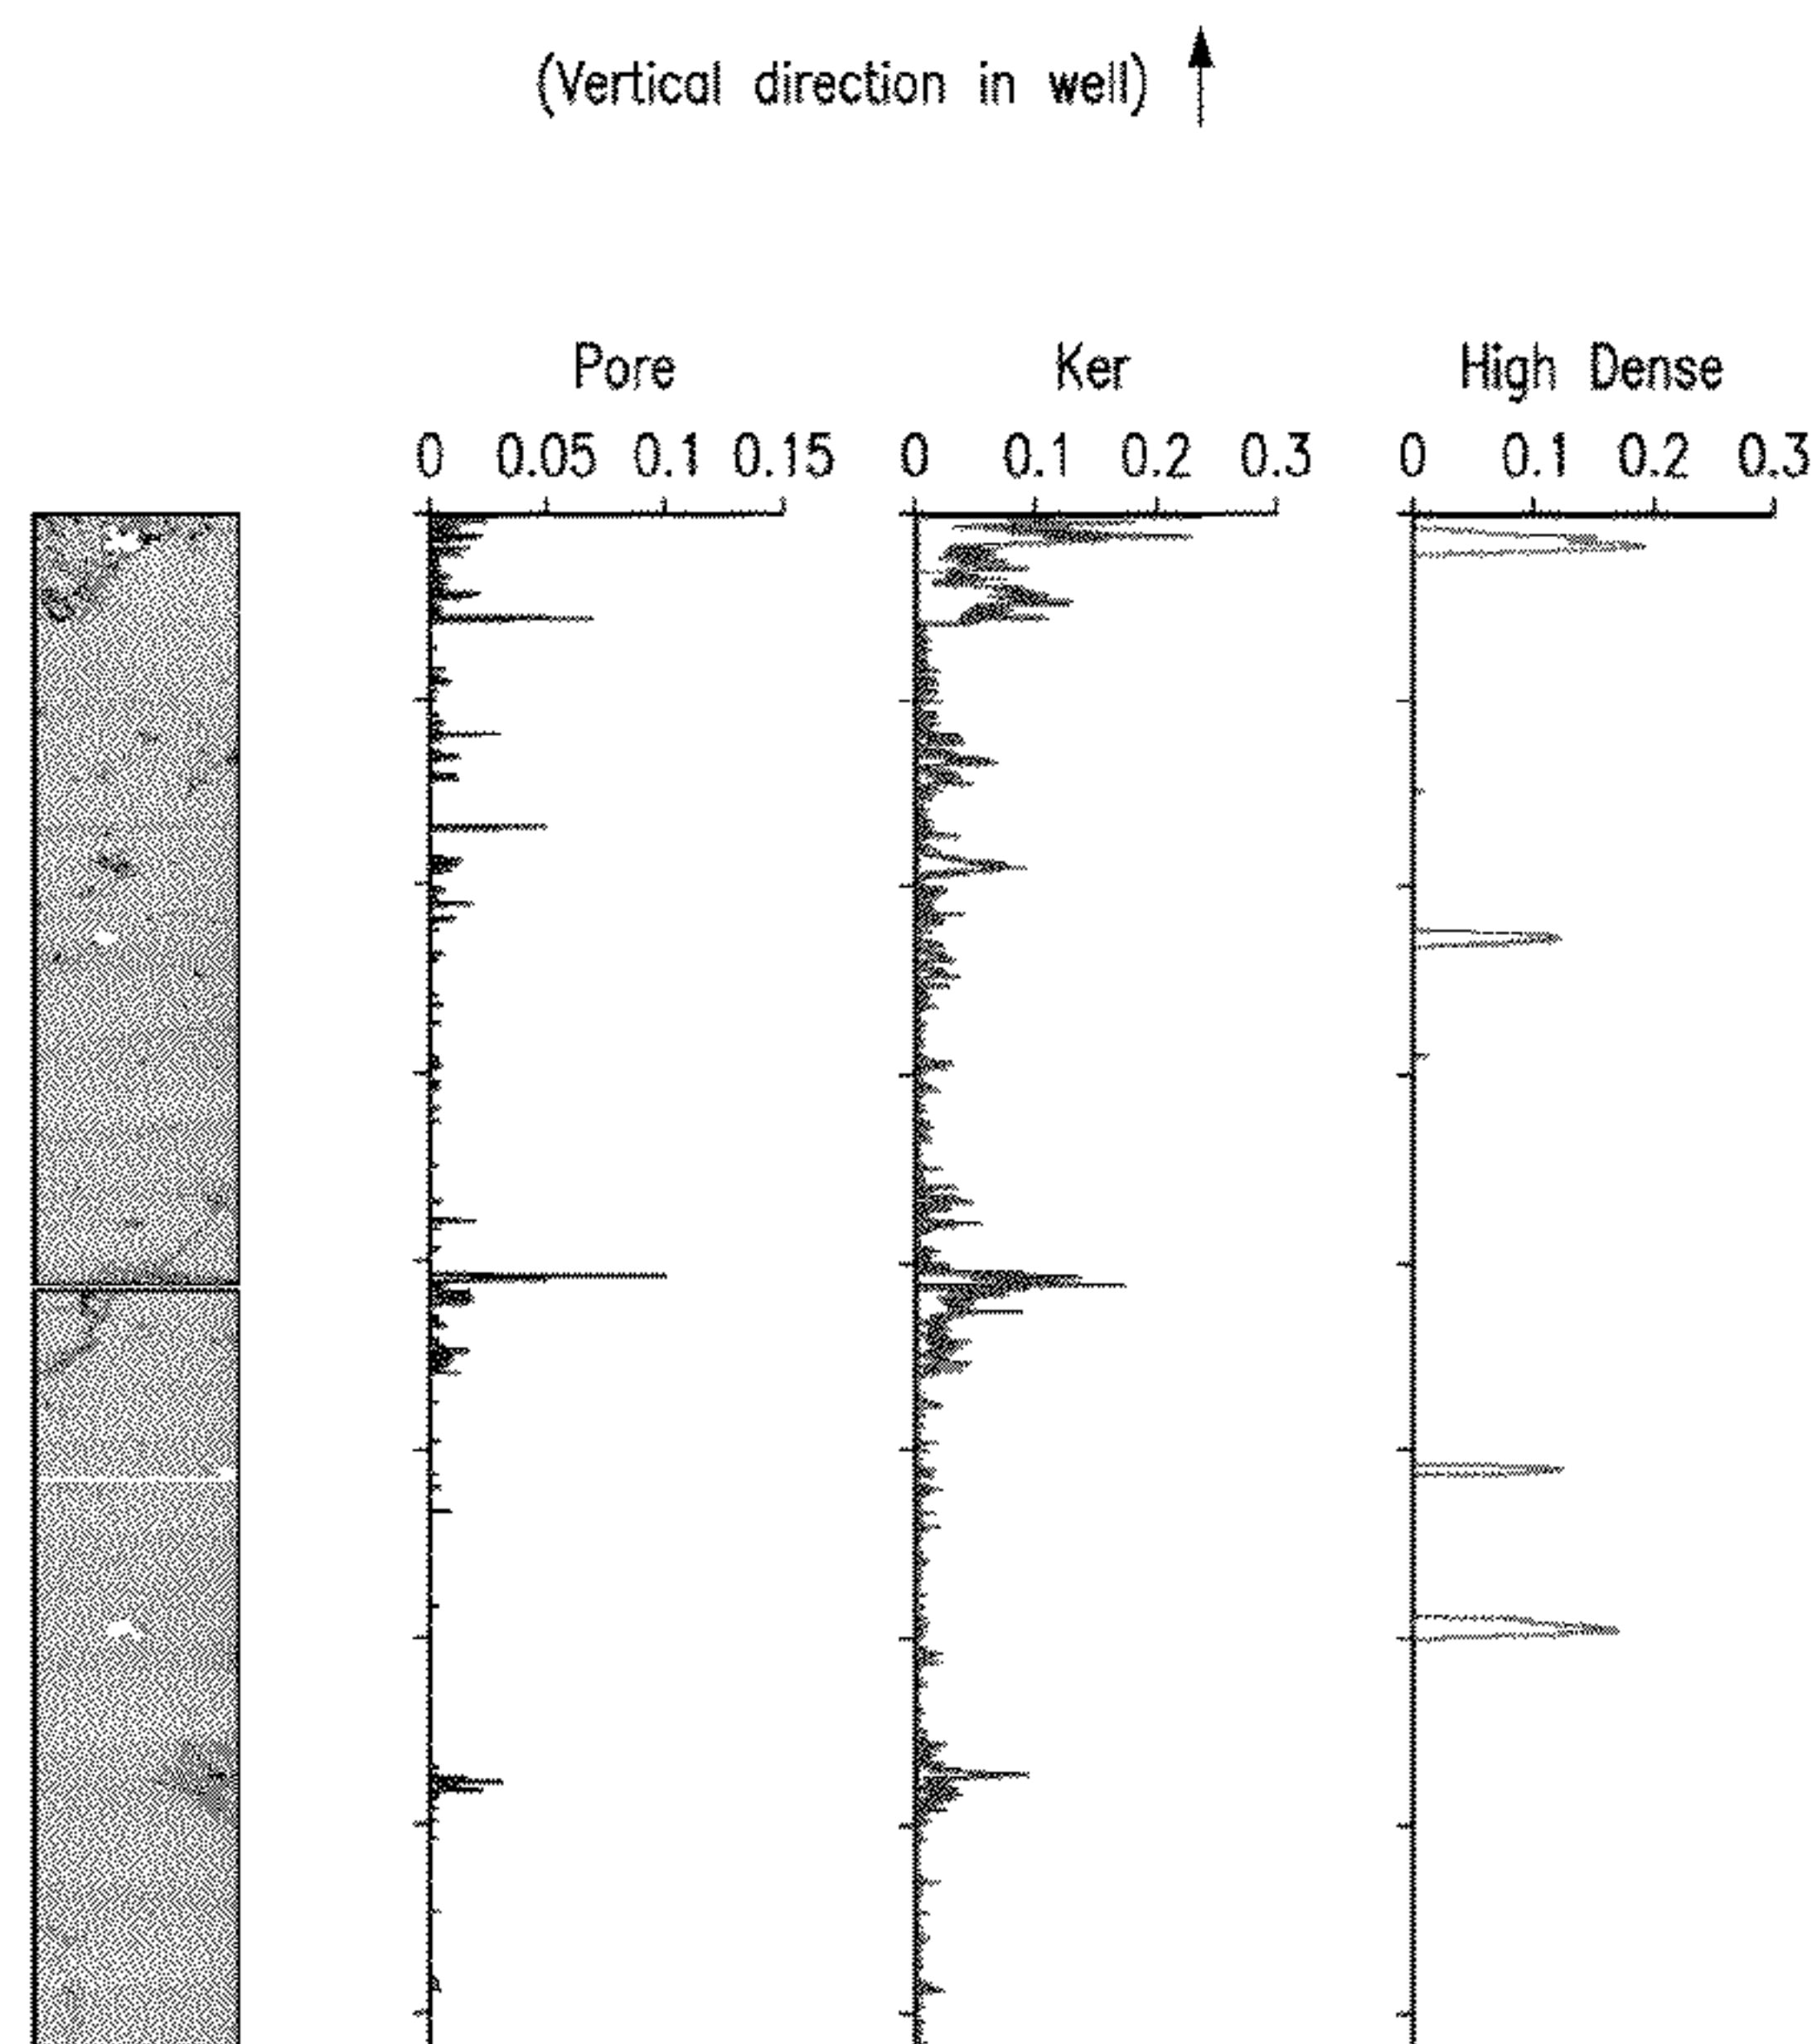 (Vertical direction in well)
Pore Ker High Dense
0 0.05 0.1 0.15 0 0.1 0.2 0.3 0 0.1 0.2 0.3